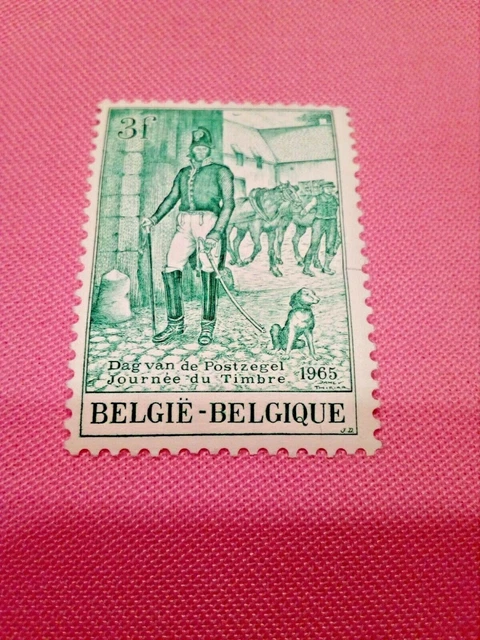 3f
Dag van de Postzegel
Journée du Timbre 1965
BELGIË-BELGIQUE
J.D.